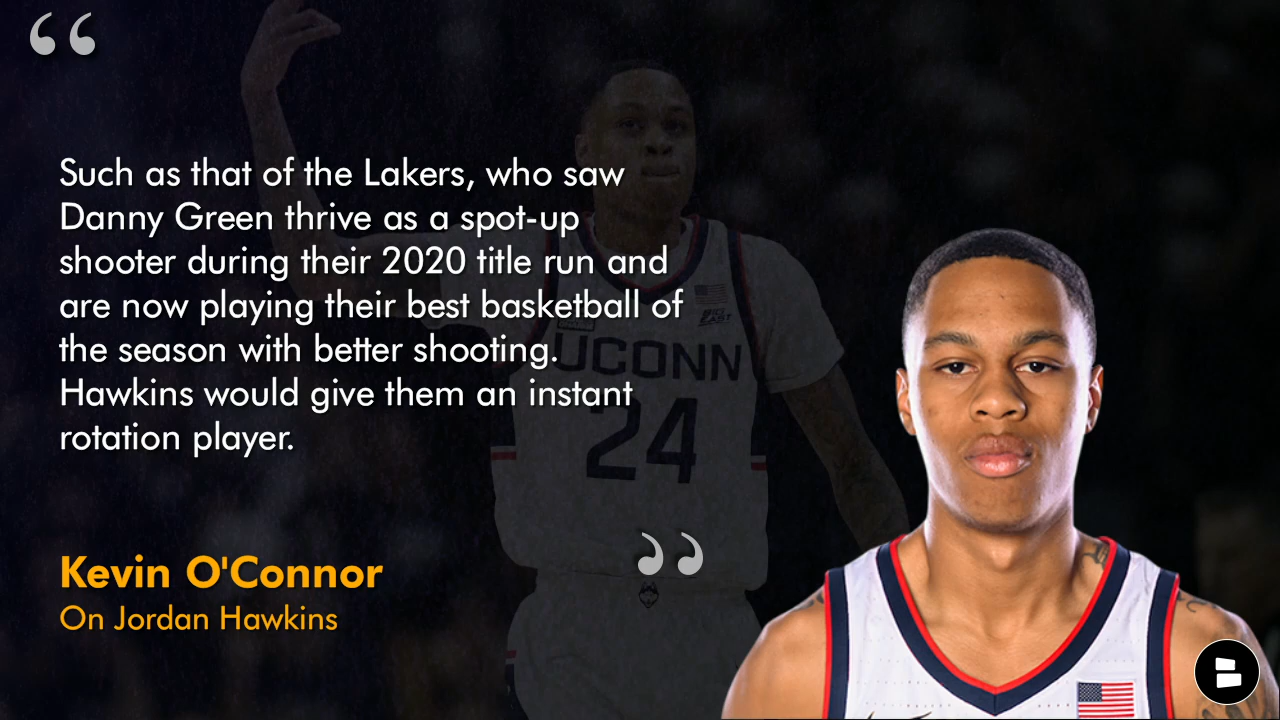 “
Such as that of the Lakers, who saw
Danny Green thrive as a spot-up
shooter during their 2020 title run and
are now playing their best basketball of
the season with better shooting.
Hawkins would give them an instant
rotation player.
”
Kevin O'Connor
On Jordan Hawkins
UCONN
24